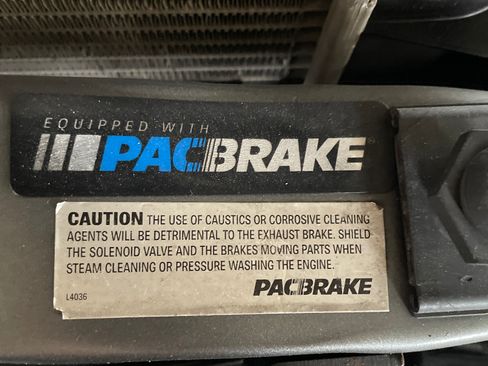 EQUIPPED WITH
PACBRAKE
CAUTION THE USE OF CAUSTICS OR CORROSIVE CLEANING
AGENTS WILL BE DETRIMENTAL TO THE EXHAUST BRAKE. SHIELD
THE SOLENOID VALVE AND THE BRAKES MOVING PARTS WHEN
STEAM CLEANING OR PRESSURE WASHING THE ENGINE.
PACBRAKE
L4036